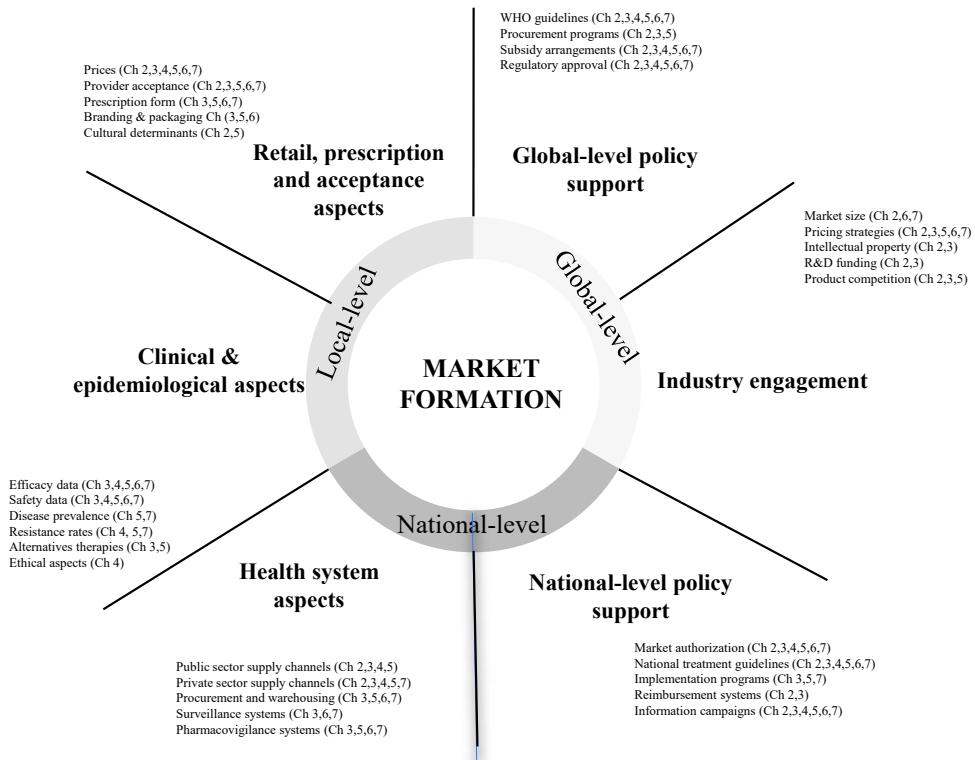 WHO guidelines (Ch 2,3,4,5,6,7)
Procurement programs (Ch 2,3,5)
Subsidy arrangements (Ch 2,3,4,5,6,7)
Regulatory approval (Ch 2,3,4,5,6,7)
Prices (Ch 2,3,4,5,6,7)
Provider acceptance (Ch 2,3,5,6,7)
Prescription form (Ch 3,5,6,7)
Branding & packaging Ch (3,5,6)
Cultural determinants (Ch 2,5)
Retail, prescription
and acceptance
aspects
Global-level policy
support
Market size (Ch 2,6,7)
Pricing strategies (Ch 2,3,5,6,7)
Intellectual property (Ch 2,3)
R&D funding (Ch 2,3)
Product competition (Ch 2,3,5)
Local-level
Global-level
Clinical &
epidemiological aspects
MARKET
FORMATION
Industry engagement
Efficacy data (Ch 3,4,5,6,7)
Safety data (Ch 3,4,5,6,7)
Disease prevalence (Ch 5,7)
Resistance rates (Ch 4, 5,7)
Alternatives therapies (Ch 3,5)
Ethical aspects (Ch 4)
National-level
Health system
aspects
National-level policy
support
Public sector supply channels (Ch 2,3,4,5)
Private sector supply channels (Ch 2,3,4,5,7)
Procurement and warehousing (Ch 3,5,6,7)
Surveillance systems (Ch 3,6,7)
Pharmacovigilance systems (Ch 3,5,6,7)
Market authorization (Ch 2,3,4,5,6,7)
National treatment guidelines (Ch 2,3,4,5,6,7)
Implementation programs (Ch 3,5,7)
Reimbursement systems (Ch 2,3)
Information campaigns (Ch 2,3,4,5,6,7)